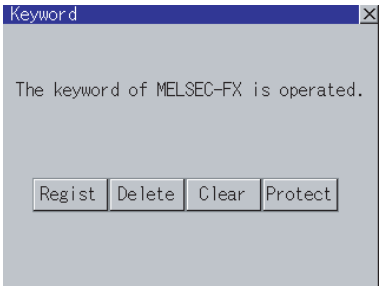 Keyword
The keyword of MELSEC-FX is operated.
Regist Delete Clear Protect